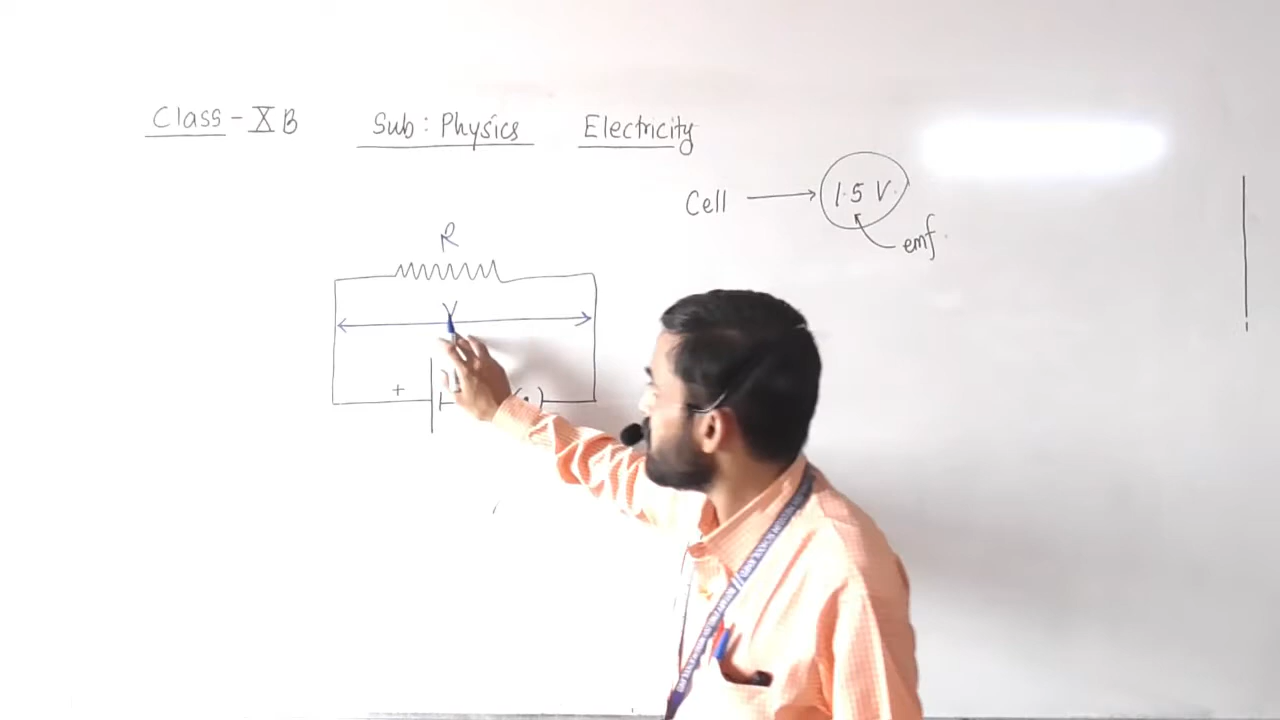 Class - X B Sub : Physics Electricity
Cell → 1.5 V.
emf.
R
V
+